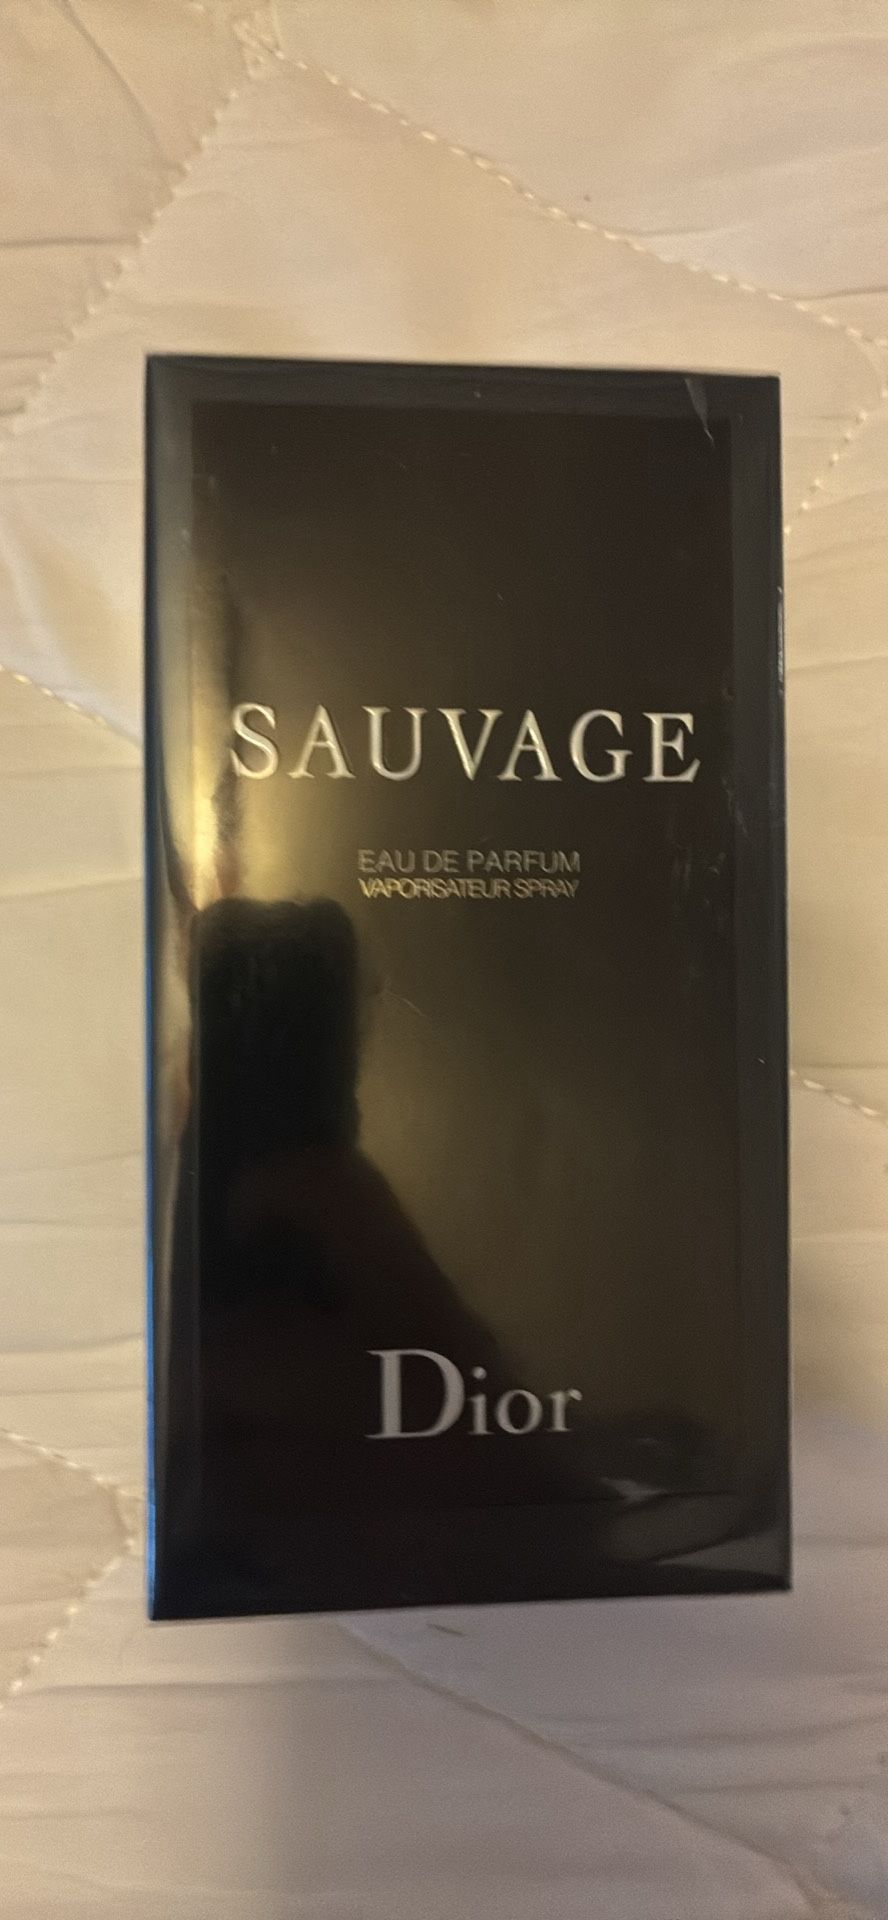 SAUVAGE
EAU DE PARFUM
VAPORISATEUR SPRAY
Dior